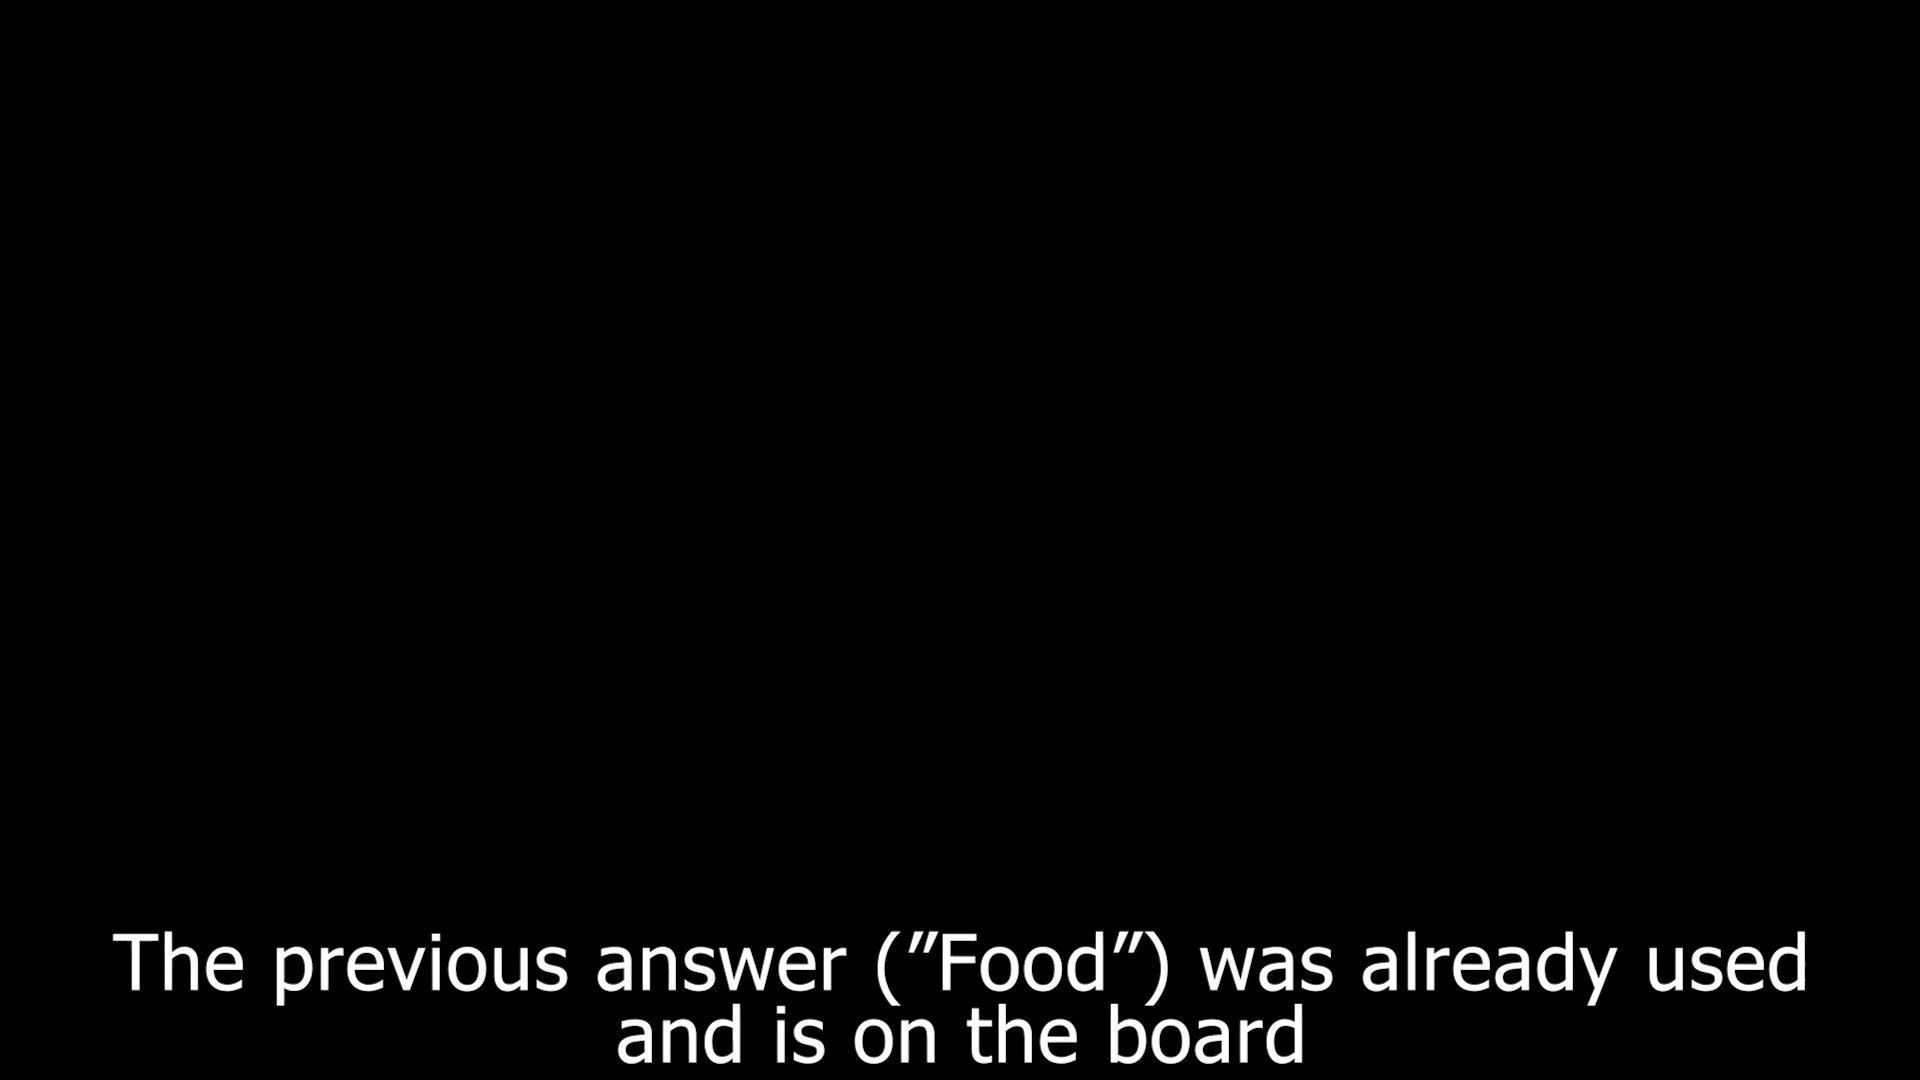 The previous answer (”Food”) was already used
and is on the board